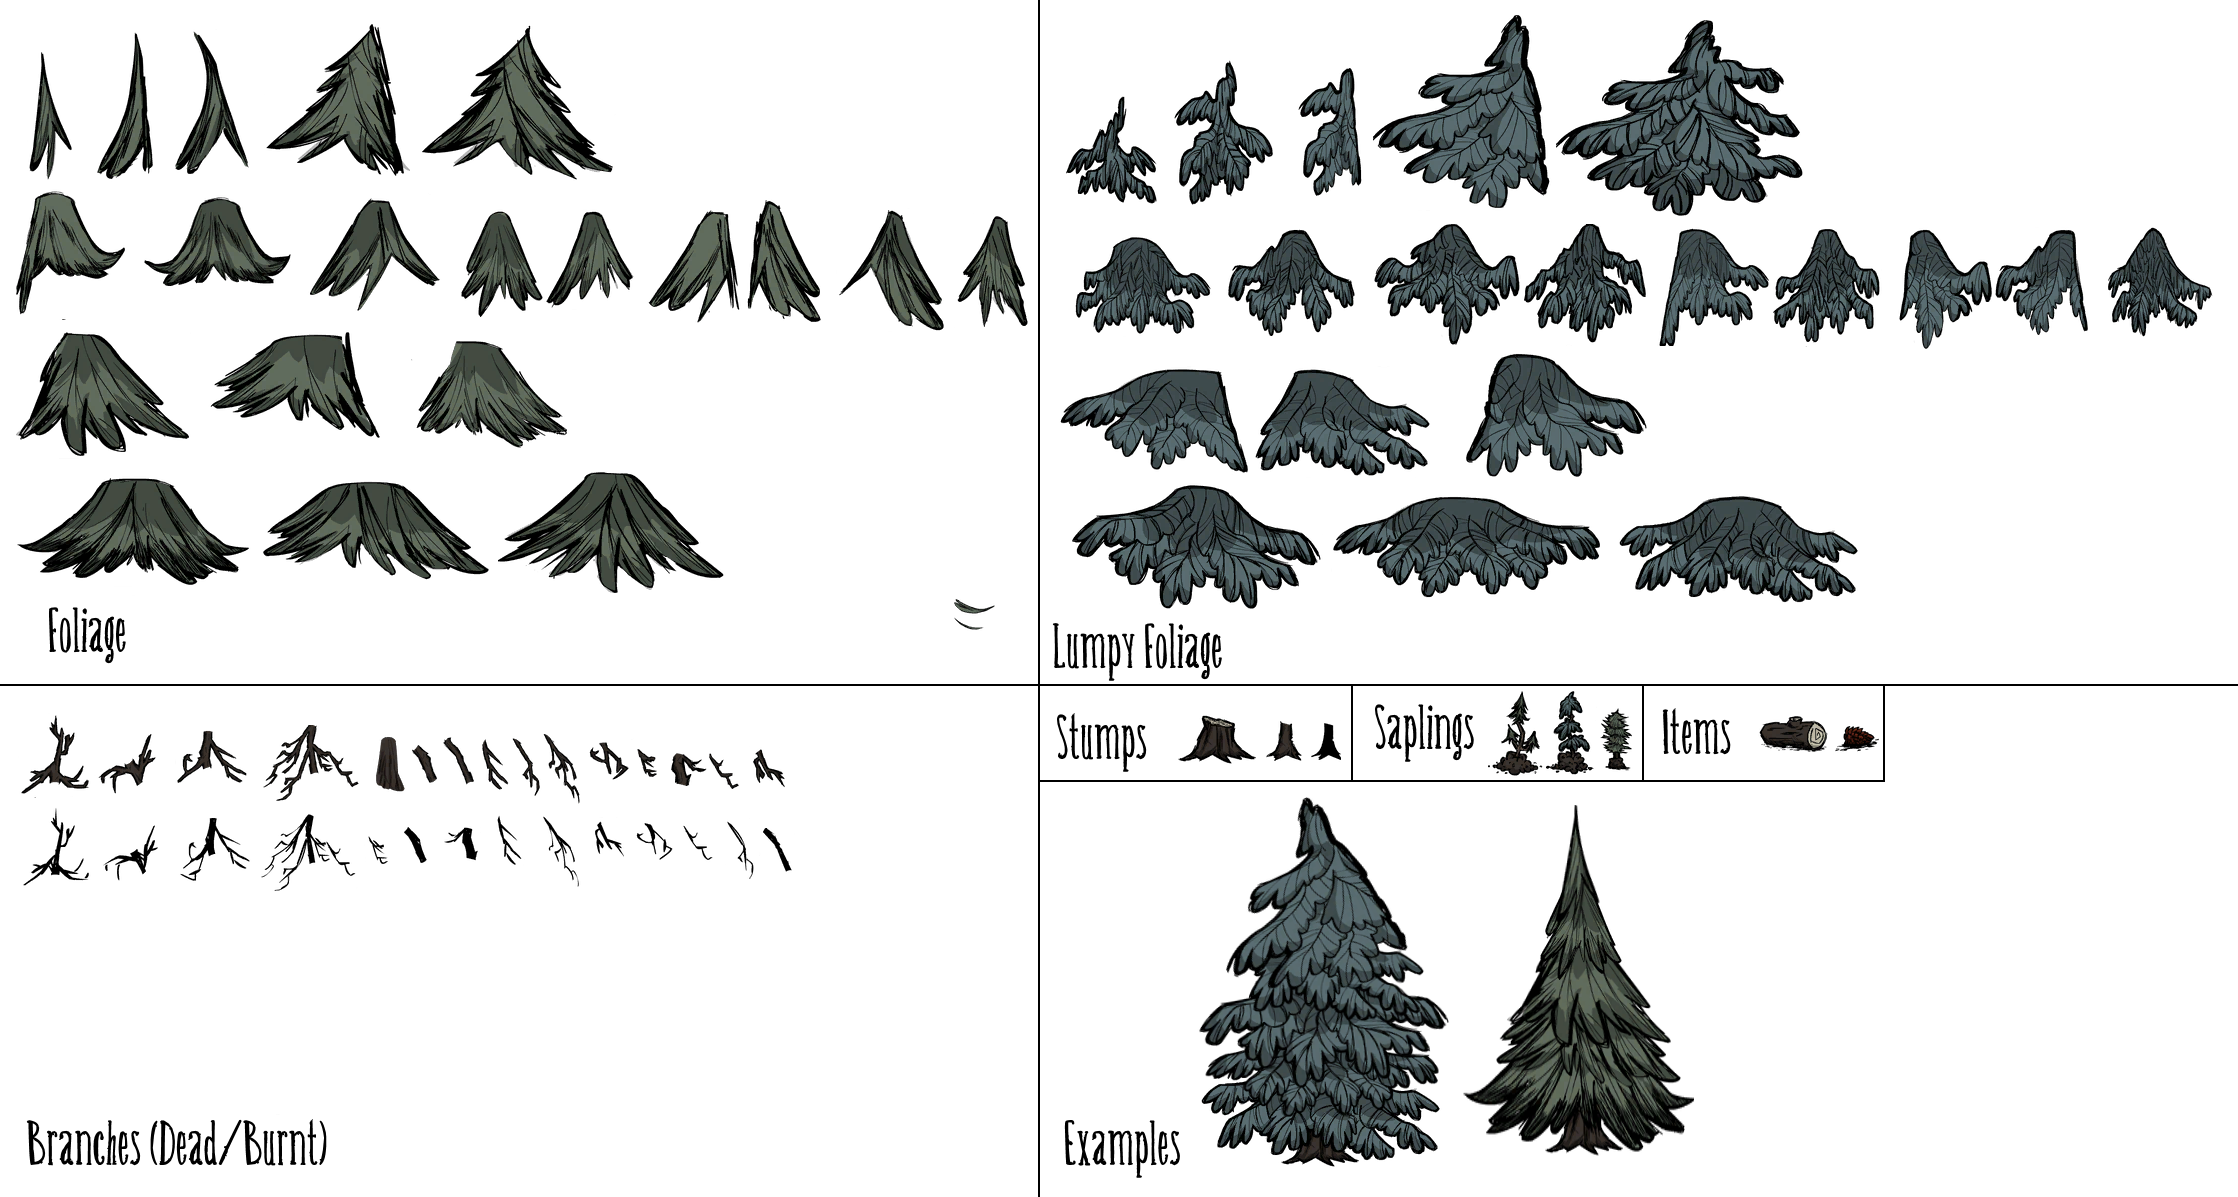 Foliage
Lumpy Foliage
Stumps
Saplings
Items
Branches (Dead/Burnt)
Examples